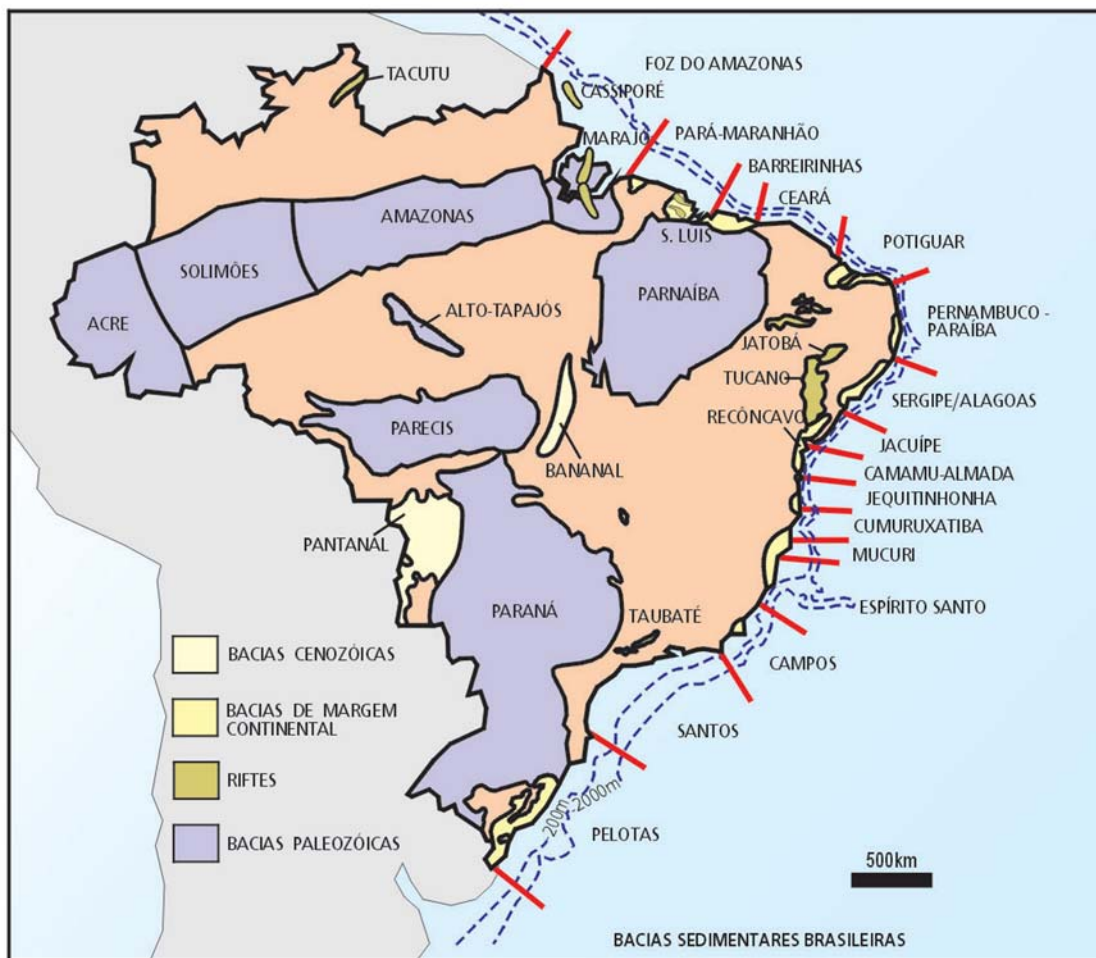 TACUTU
FOZ DO AMAZONAS
CASSIPORÉ
MARAJÓ
PARÁ-MARANHÃO
BARREIRINHAS
CEARÁ
AMAZONAS
S. LUIS
POTIGUAR
SOLIMÕES
PARNAÍBA
PERNAMBUCO -
PARAÍBA
ACRE
ALTO-TAPAJÓS
JATOBÁ
TUCANO
SERGIPE/ALAGOAS
RECÔNCAVO
PARECIS
JACUÍPE
BANANAL
CAMAMU-ALMADA
JEQUITINHONHA
CUMURUXATIBA
PANTANAL
MUCURI
PARANÁ
TAUBATÉ
ESPÍRITO SANTO
CAMPOS
SANTOS
200m
2000m
PELOTAS
BACIAS CENOZÓICAS
BACIAS DE MARGEM
CONTINENTAL
RIFTES
BACIAS PALEOZÓICAS
500km
BACIAS SEDIMENTARES BRASILEIRAS